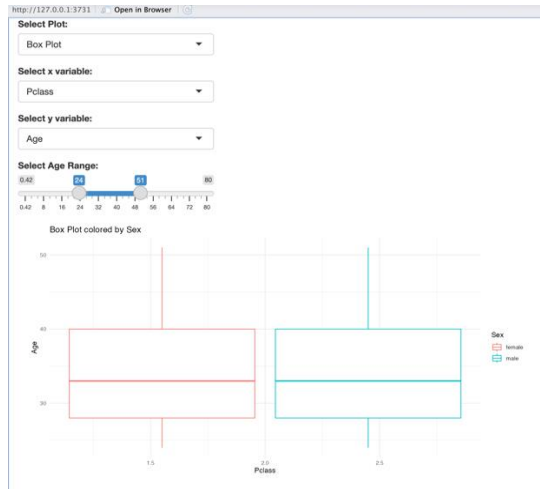 http://127.0.0.1:3731 Open in Browser
Select Plot:
Box Plot
Select x variable:
Pclass
Select y variable:
Age
Select Age Range:
0.42 24 51 80
0.42 8 16 24 32 40 48 56 64 72 80
Box Plot colored by Sex
50
40
30
Age
Sex
female
male
1.5 2.0 2.5
Pclass